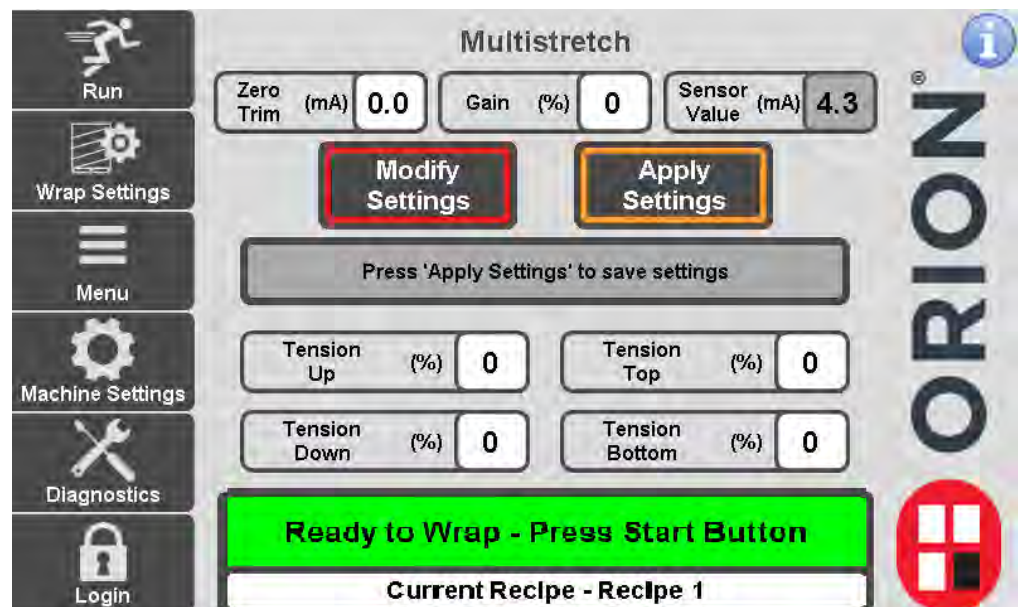 Run
Wrap Settings
Menu
Machine Settings
Diagnostics
Login
Multistretch
i
Zero
Trim (mA) 0.0
Gain (%) 0
Sensor
Value (mA) 4.3
Modify
Settings
Apply
Settings
Press 'Apply Settings' to save settings
Tension
Up (%) 0
Tension
Top (%) 0
Tension
Down (%) 0
Tension
Bottom (%) 0
Ready to Wrap - Press Start Button
Current Recipe - Recipe 1
ORION®